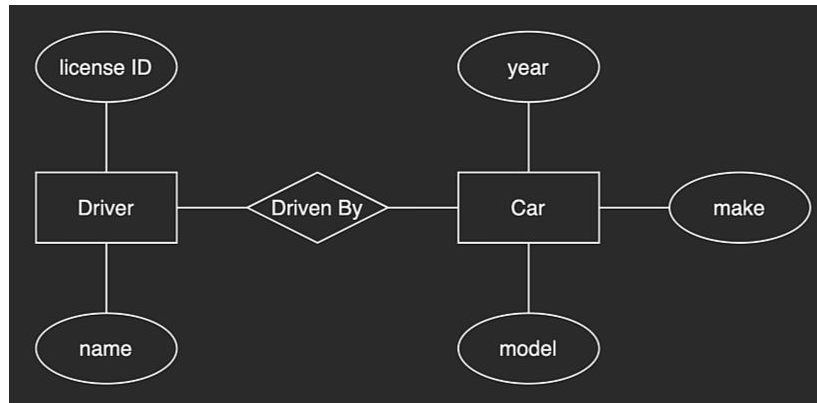 license ID
year
Driver
Driven By
Car
make
name
model